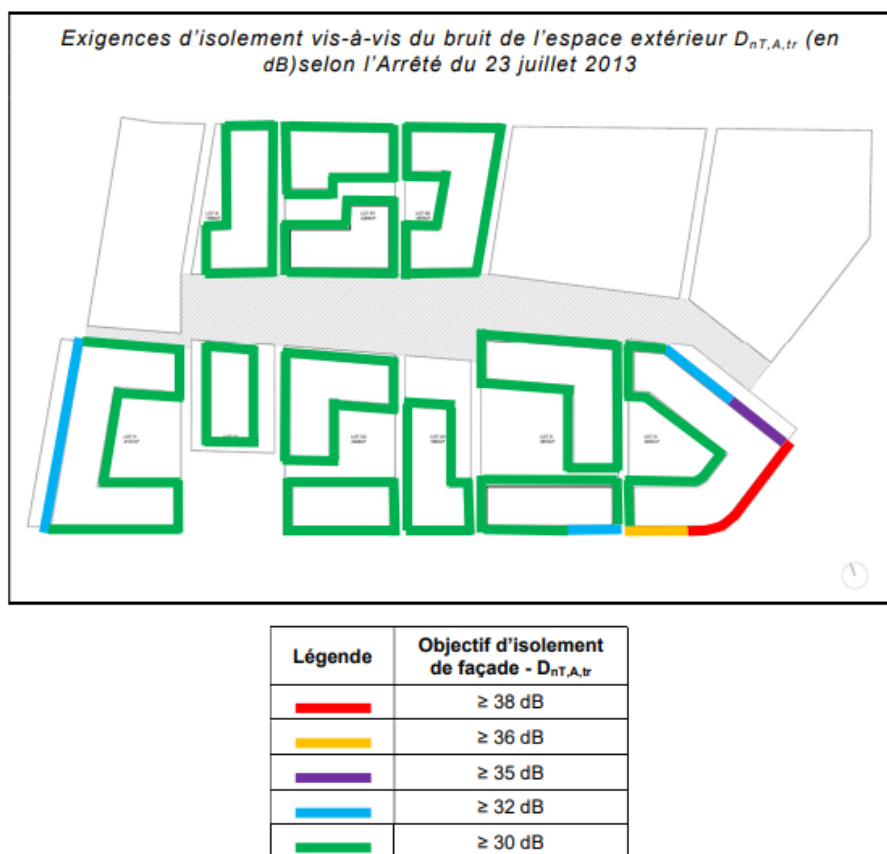 Exigences d'isolement vis-à-vis du bruit de l'espace extérieur DnT,A,tr (en
dB)selon l'Arrêté du 23 juillet 2013
Légende
Objectif d'isolement
de façade - DnT,A,tr
≥ 38 dB
≥ 36 dB
≥ 35 dB
≥ 32 dB
≥ 30 dB